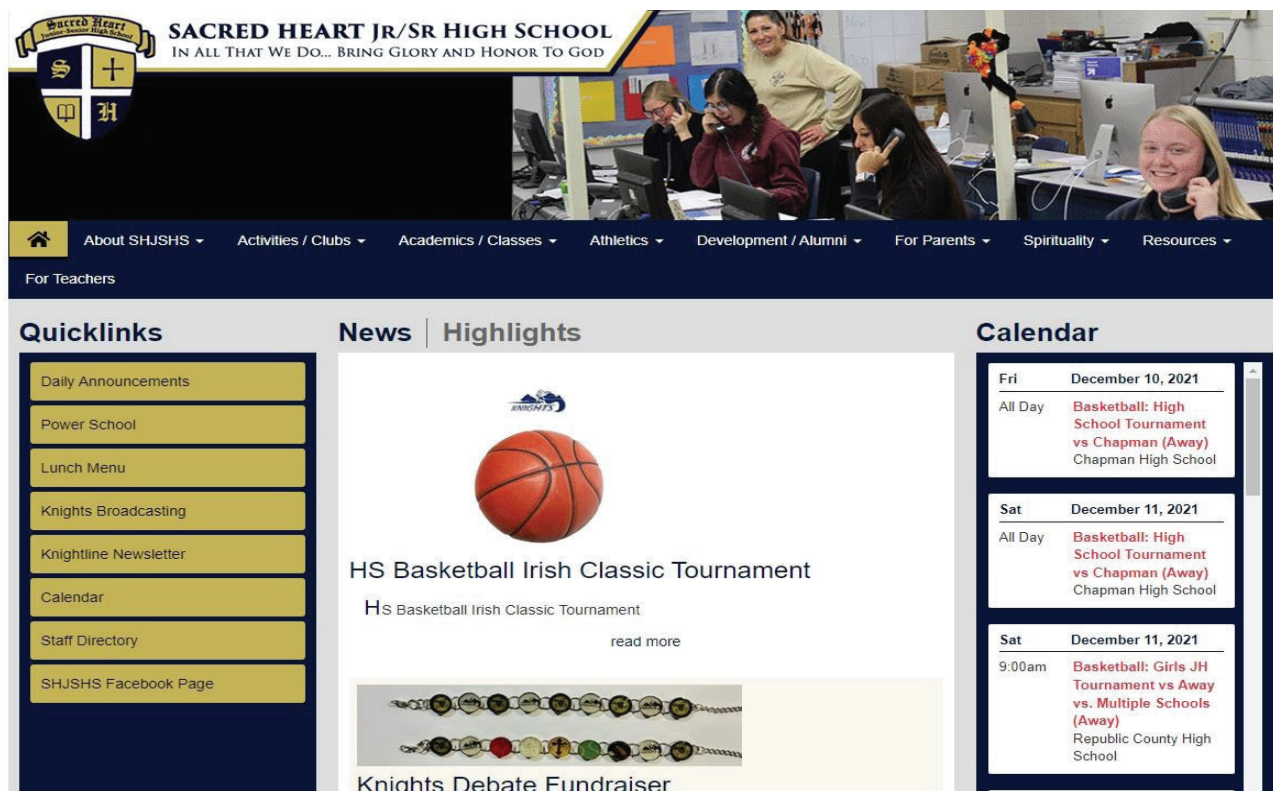 Sacred Heart
Junior-Senior High School
S
H
SACRED HEART JR/SR HIGH SCHOOL
IN ALL THAT WE DO... BRING GLORY AND HONOR TO GOD
About SHJSHS
Activities / Clubs
Academics / Classes
Athletics
Development / Alumni
For Parents
Spirituality
Resources
For Teachers
Quicklinks
Daily Announcements
Power School
Lunch Menu
Knights Broadcasting
Knightline Newsletter
Calendar
Staff Directory
SHJSHS Facebook Page
News | Highlights
KNIGHTS
HS Basketball Irish Classic Tournament
HS Basketball Irish Classic Tournament
read more
Knights Debate Fundraiser
Calendar
Fri December 10, 2021
All Day Basketball: High
School Tournament
vs Chapman (Away)
Chapman High School
Sat December 11, 2021
All Day Basketball: High
School Tournament
vs Chapman (Away)
Chapman High School
Sat December 11, 2021
9:00am Basketball: Girls JH
Tournament vs Away
vs. Multiple Schools
(Away)
Republic County High
School